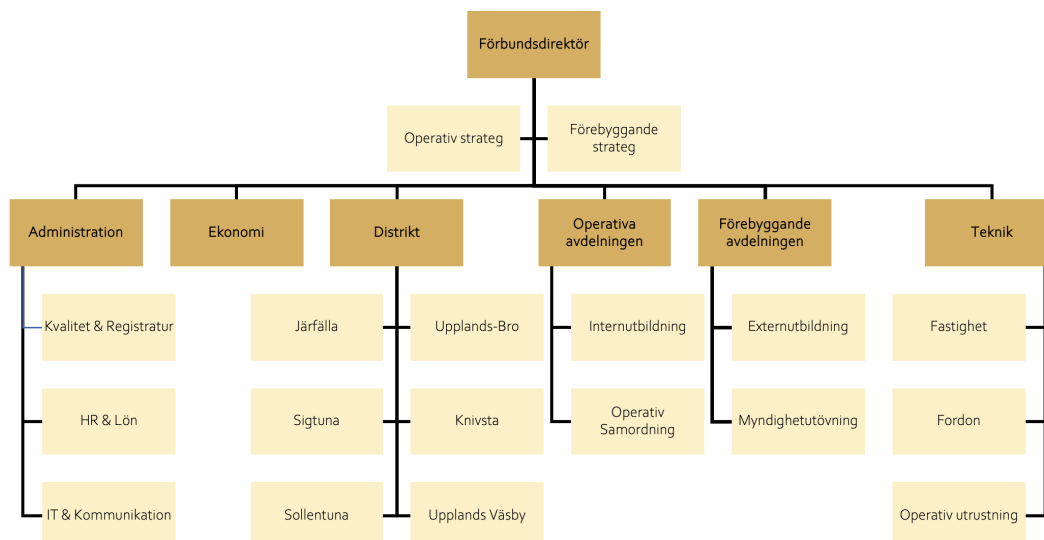 Förbundsdirektör
Operativ strateg
Förebyggande
strateg
Administration
Ekonomi
Distrikt
Operativa
avdelningen
Förebyggande
avdelningen
Teknik
Kvalitet & Registratur
Järfälla
Upplands-Bro
Internutbildning
Externutbildning
Fastighet
HR & Lön
Sigtuna
Knivsta
Operativ
Samordning
Myndighetutövning
Fordon
IT & Kommunikation
Sollentuna
Upplands Väsby
Operativ utrustning